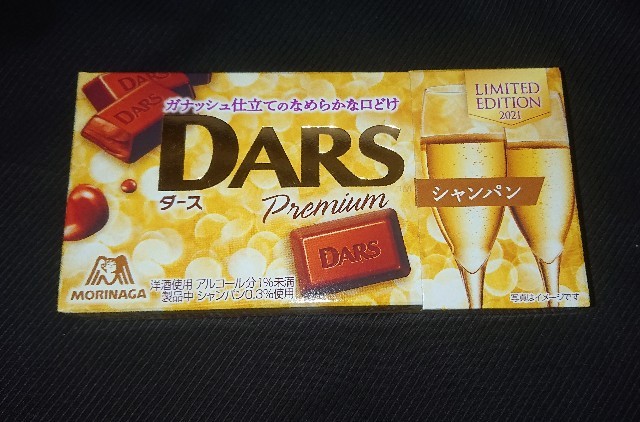 ガナッシュ仕立てのなめらかな口どけ
DARS
DARS
DARS
TM
ダース
Premium
DARS
MORINAGA
洋酒使用 アルコール分1%未満
製品中 シャンパン0.3%使用
LIMITED
EDITION
2021
シャンパン
写真はイメージです